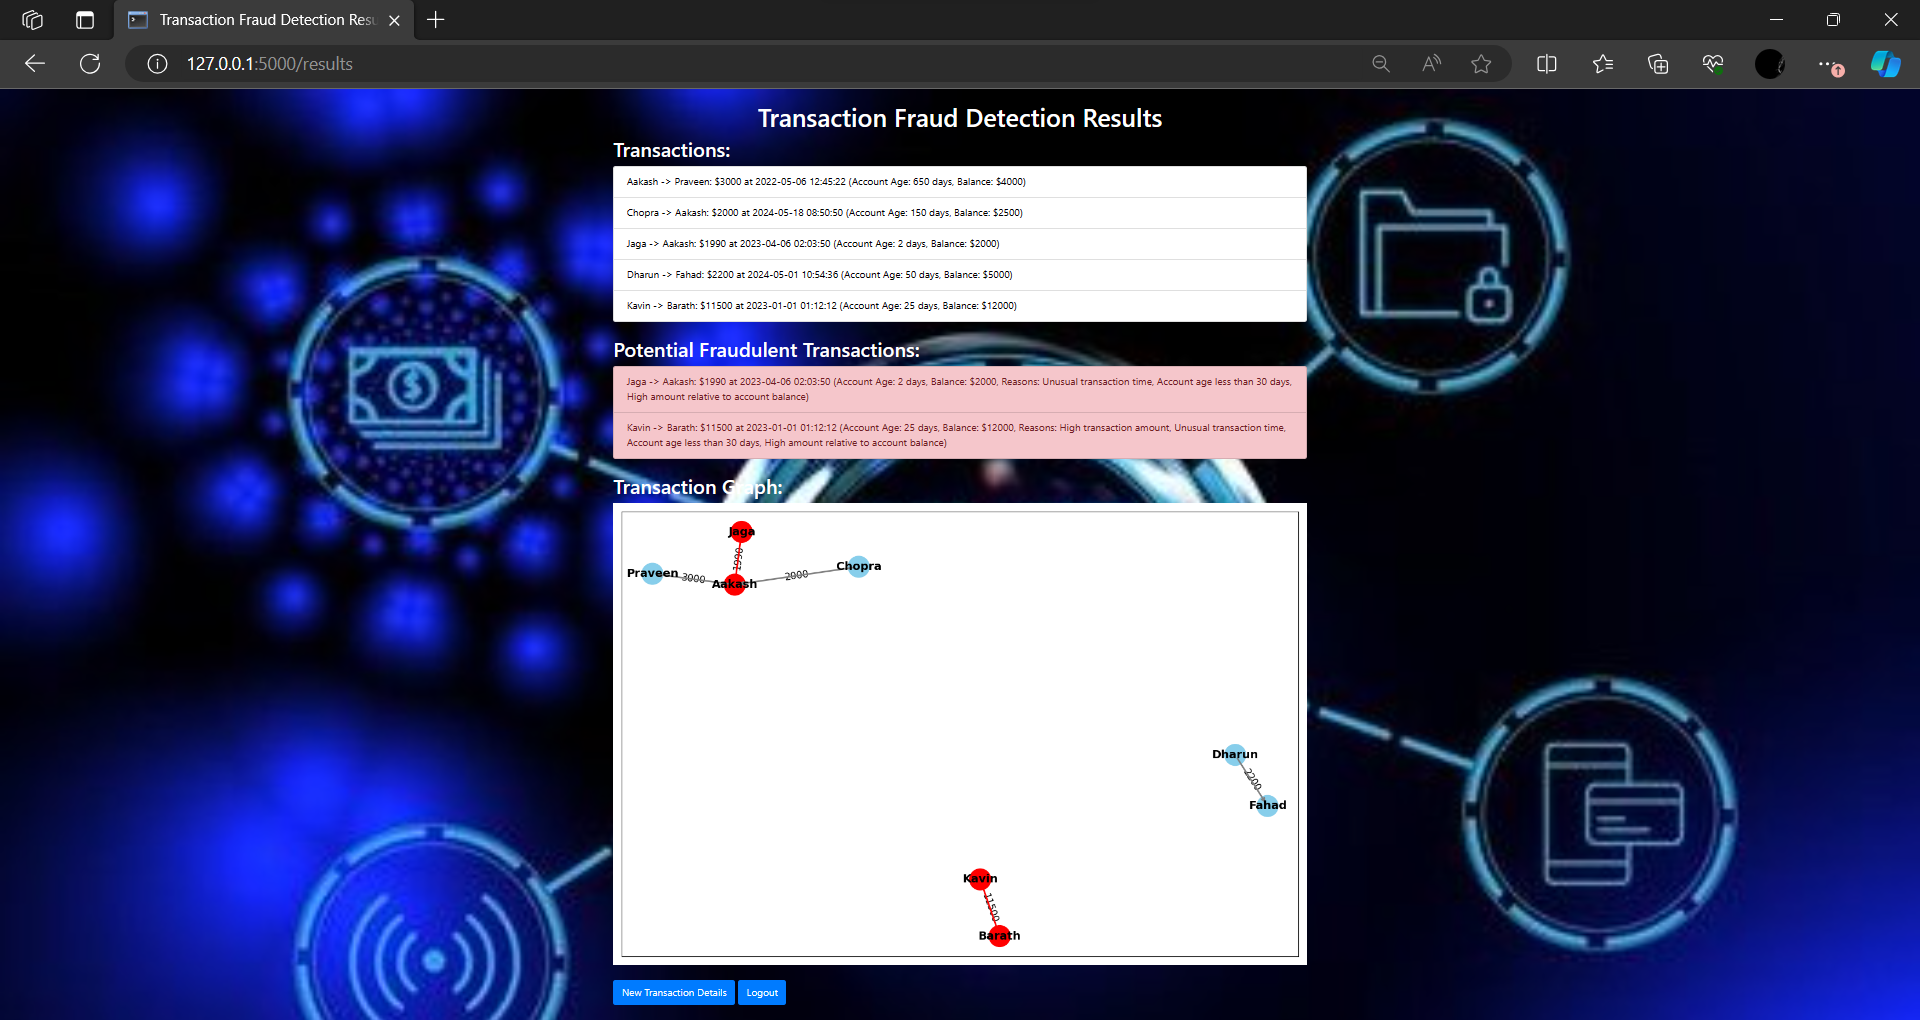 Transaction Fraud Detection Resu
127.0.0.1:5000/results
Transaction Fraud Detection Results
Transactions:
Aakash -> Praveen: $3000 at 2022-05-06 12:45:22 (Account Age: 650 days, Balance: $4000)
Chopra -> Aakash: $2000 at 2024-05-18 08:50:50 (Account Age: 150 days, Balance: $2500)
Jaga -> Aakash: $1990 at 2023-04-06 02:03:50 (Account Age: 2 days, Balance: $2000)
Dharun -> Fahad: $2200 at 2024-05-01 10:54:36 (Account Age: 50 days, Balance: $5000)
Kavin -> Barath: $11500 at 2023-01-01 01:12:12 (Account Age: 25 days, Balance: $12000)
Potential Fraudulent Transactions:
Jaga -> Aakash: $1990 at 2023-04-06 02:03:50 (Account Age: 2 days, Balance: $2000, Reasons: Unusual transaction time, Account age less than 30 days,
High amount relative to account balance)
Kavin -> Barath: $11500 at 2023-01-01 01:12:12 (Account Age: 25 days, Balance: $12000, Reasons: High transaction amount, Unusual transaction time,
Account age less than 30 days, High amount relative to account balance)
Transaction Graph:
Jaga
1990
Chopra
Praveen
3000
Aakash
2000
Dharun
2200
Fahad
Kavin
11500
Barath
New Transaction Details
Logout